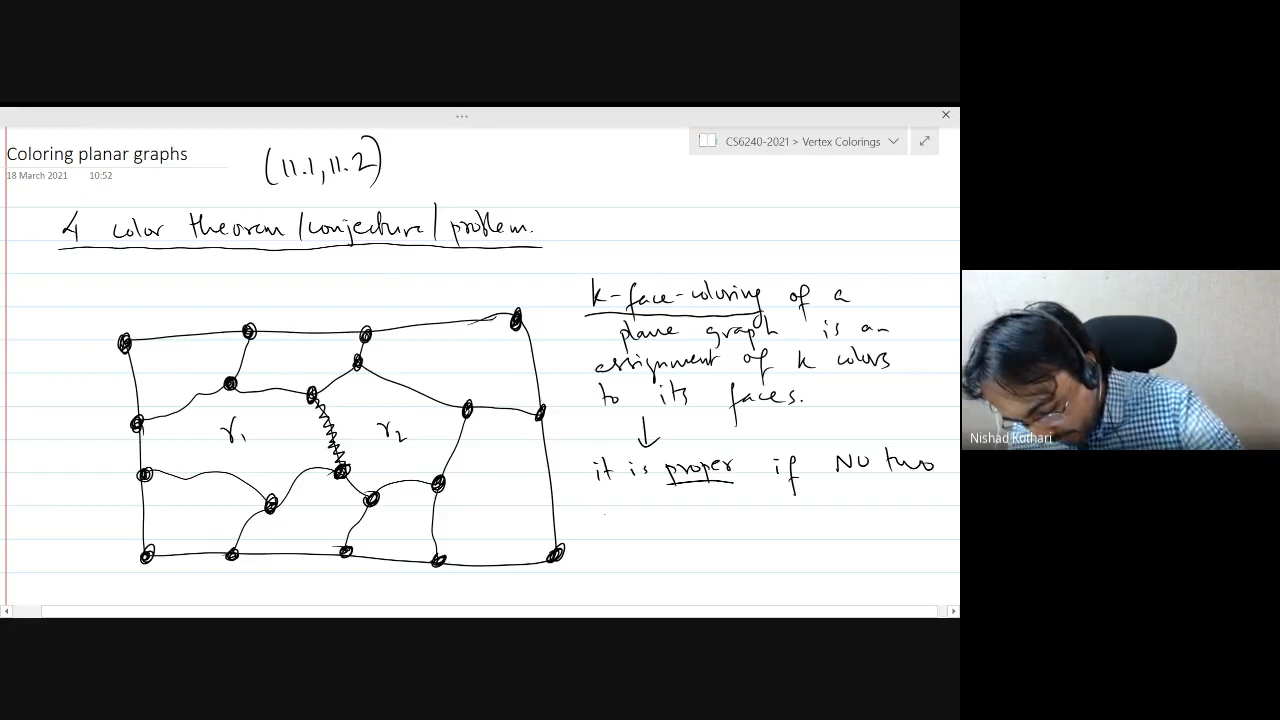 CS6240-2021 > Vertex Colorings
Coloring planar graphs
(11.1, 11.2)
18 March 2021 10:52
4 color theorem/conjecture/problem.
k-face-coloring of a
plane graph is an
assignment of k colors
to its faces.
it is proper if NO two
r1
r2
Nishad Kothari